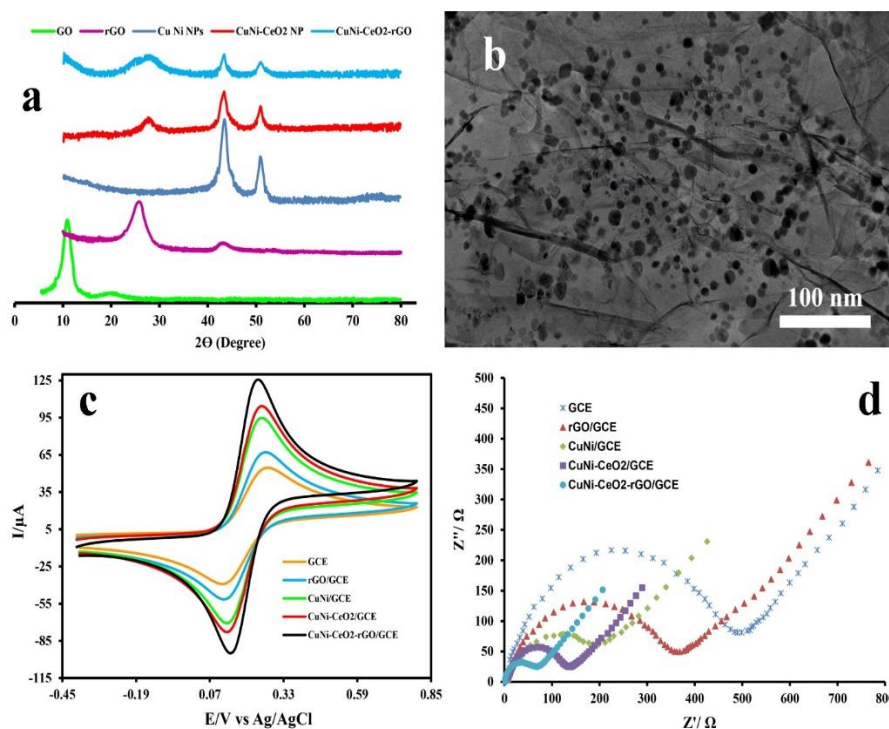 GO rGO Cu Ni NPs CuNi-CeO2 NP CuNi-CeO2-rGO
a
0 10 20 30 40 50 60 70 80
2Θ (Degree)
b
100 nm
125
95
65
35
5
-25
-55
-85
-115
I/µA
c
GCE
rGO/GCE
CuNi/GCE
CuNi-CeO2/GCE
CuNi-CeO2-rGO/GCE
-0.45 -0.19 0.07 0.33 0.59 0.85
E/V vs Ag/AgCl
500
450
400
350
300
250
200
150
100
50
0
Z"/ Ω
d
GCE
rGO/GCE
CuNi/GCE
CuNi-CeO2/GCE
CuNi-CeO2-rGO/GCE
0 100 200 300 400 500 600 700 800
Z'/ Ω